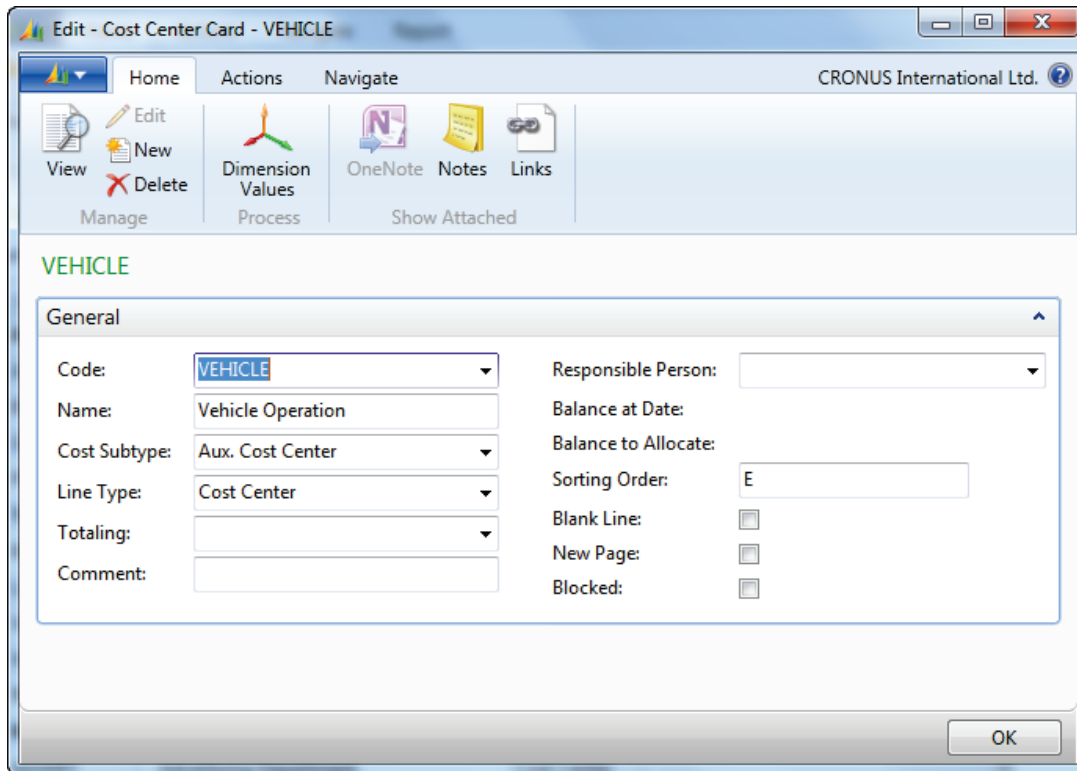 Edit - Cost Center Card - VEHICLE
Home Actions Navigate CRONUS International Ltd.
View
Edit
New
Delete
Manage
Dimension
Values
Process
OneNote Notes Links
Show Attached
VEHICLE
General
Code: VEHICLE
Name: Vehicle Operation
Cost Subtype: Aux. Cost Center
Line Type: Cost Center
Totaling:
Comment:
Responsible Person:
Balance at Date:
Balance to Allocate:
Sorting Order: E
Blank Line:
New Page:
Blocked:
OK